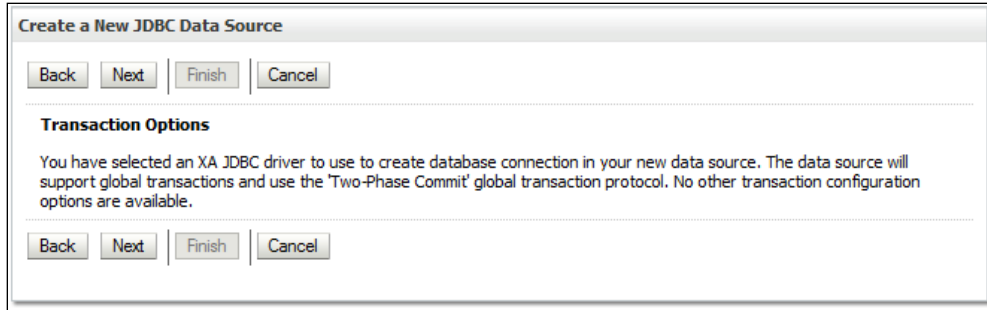 Create a New JDBC Data Source
Back Next Finish Cancel
Transaction Options
You have selected an XA JDBC driver to use to create database connection in your new data source. The data source will
support global transactions and use the 'Two-Phase Commit' global transaction protocol. No other transaction configuration
options are available.
Back Next Finish Cancel